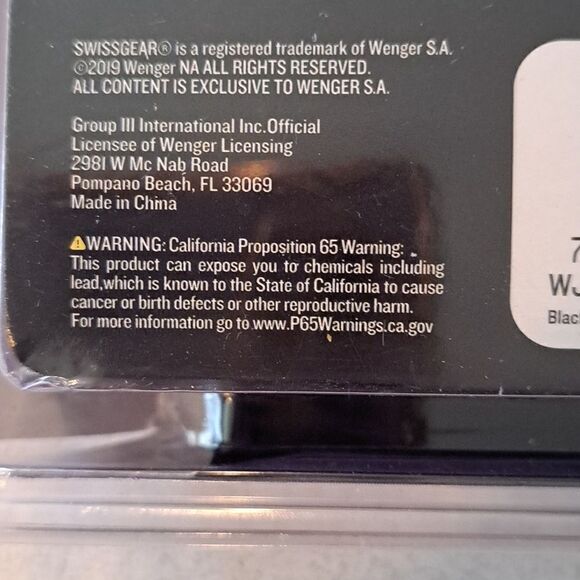 SWISSGEAR® is a registered trademark of Wenger S.A.
©2019 Wenger NA ALL RIGHTS RESERVED.
ALL CONTENT IS EXCLUSIVE TO WENGER S.A.
Group III International Inc.Official
Licensee of Wenger Licensing
2981 W Mc Nab Road
Pompano Beach, FL 33069
Made in China
⚠WARNING: California Proposition 65 Warning:
This product can expose you to chemicals including
lead,which is known to the State of California to cause
cancer or birth defects or other reproductive harm.
For more information go to www.P65Warnings.ca.gov
7
WJ
Blac